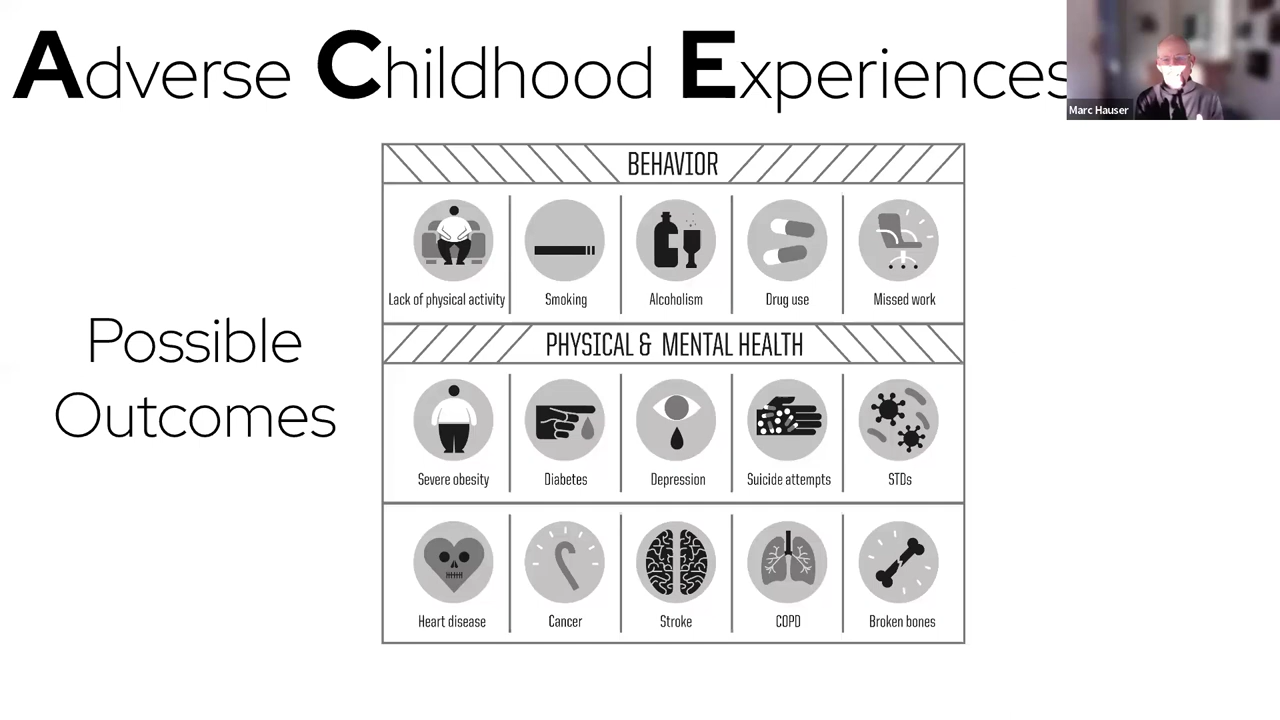 Adverse Childhood Experiences
Marc Hauser
BEHAVIOR
Lack of physical activity
Smoking
Alcoholism
Drug use
Missed work
Possible
Outcomes
PHYSICAL & MENTAL HEALTH
Severe obesity
Diabetes
Depression
Suicide attempts
STDs
Heart disease
Cancer
Stroke
COPD
Broken bones